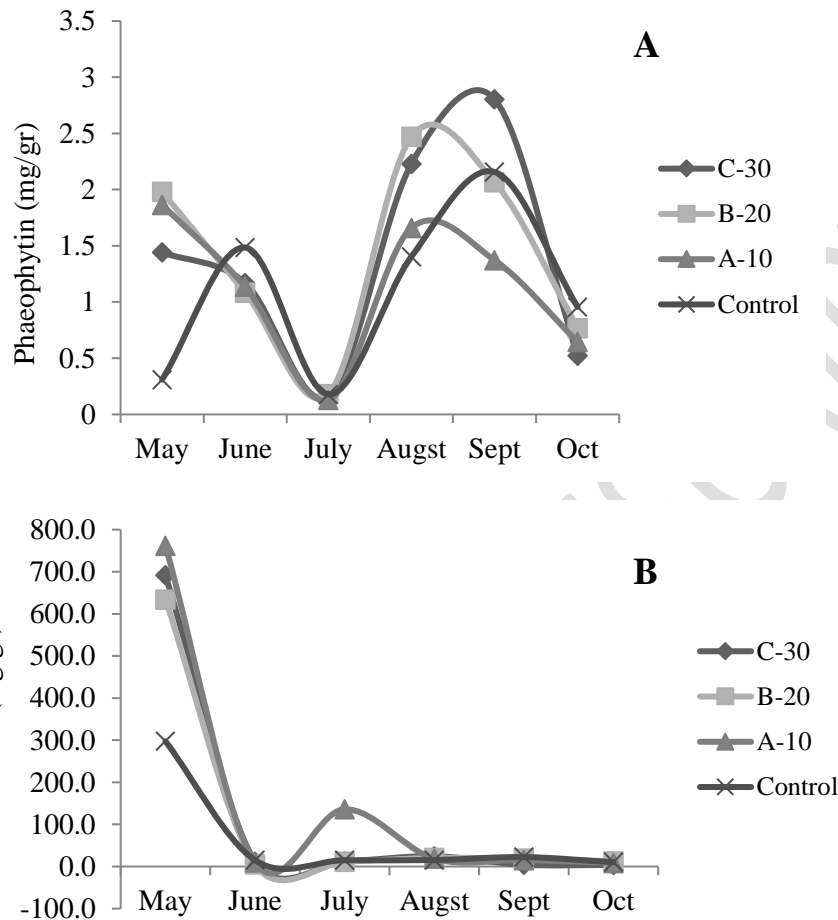 3.5
3
2.5
2
1.5
1
0.5
0
Phaeophytin (mg/gr)
A
C-30
B-20
A-10
Control
May June July Augst Sept Oct
800.0
700.0
600.0
500.0
400.0
300.0
200.0
100.0
0.0
-100.0
B
C-30
B-20
A-10
Control
May June July Augst Sept Oct